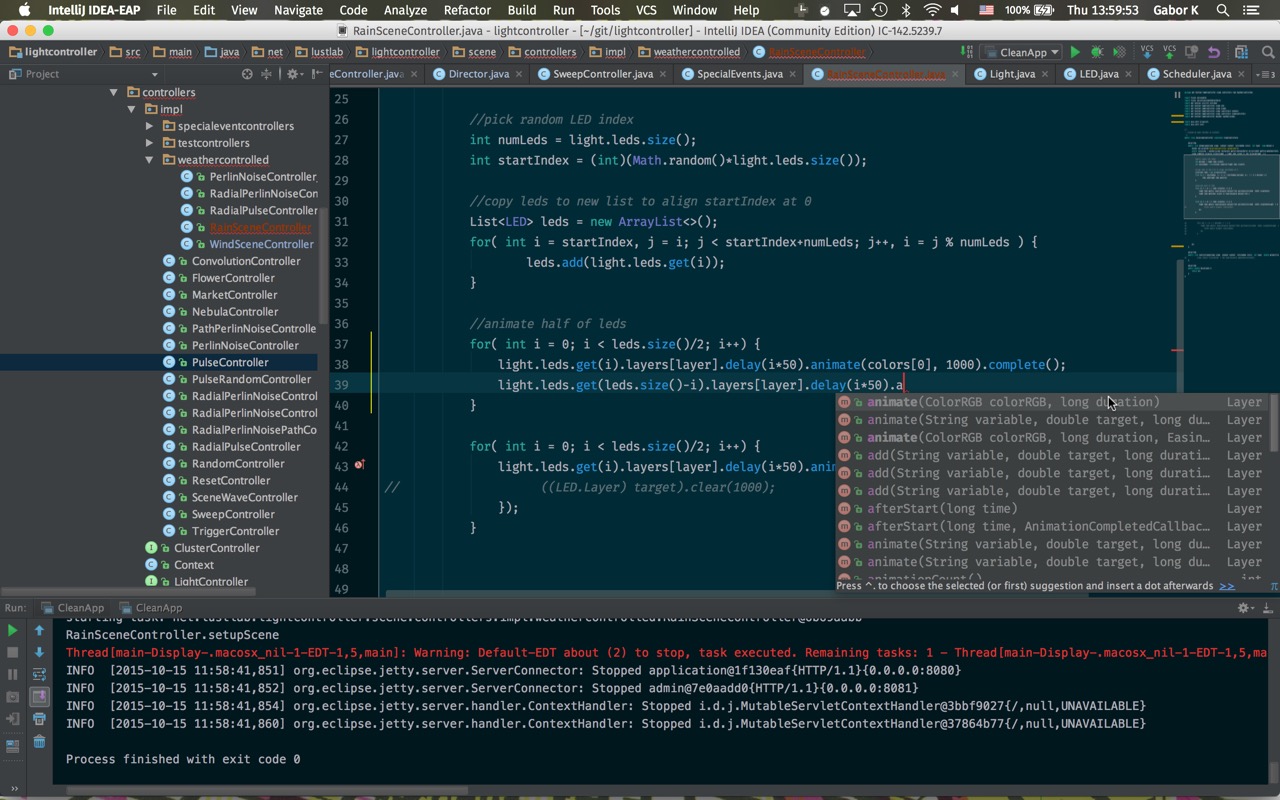 IntelliJ IDEA-EAP File Edit View Navigate Code Analyze Refactor Build Run Tools VCS Window Help 100% Thu 13:59:53 Gabor K
RainSceneController.java - lightcontroller - [~/git/lightcontroller] - IntelliJ IDEA (Community Edition) IC-142.5239.7
lightcontroller src main java net lustlab lightcontroller scene controllers impl weathercontrolled RainSceneController CleanApp VCS VCS
Project
eController.java Director.java SweepController.java SpecialEvents.java RainSceneController.java Light.java LED.java Scheduler.java
controllers
impl
specialeventcontrollers
testcontrollers
weathercontrolled
PerlinNoiseController
RadialPerlinNoiseCon
RadialPulseController
RainSceneController
WindSceneController
ConvolutionController
FlowerController
MarketController
NebulaController
PathPerlinNoiseControlle
PerlinNoiseController
PulseController
PulseRandomController
RadialPerlinNoiseContro
RadialPerlinNoiseContro
RadialPerlinNoisePathCo
RadialPulseController
RandomController
ResetController
SceneWaveController
SweepController
TriggerController
ClusterController
Context
LightController
25
26 //pick random LED index
27 int numLeds = light.leds.size();
28 int startIndex = (int)(Math.random()*light.leds.size());
29
30 //copy leds to new list to align startIndex at 0
31 List<LED> leds = new ArrayList<>();
32 for( int i = startIndex, j = i; j < startIndex+numLeds; j++, i = j % numLeds ) {
33 leds.add(light.leds.get(i));
34 }
35
36 //animate half of leds
37 for( int i = 0; i < leds.size()/2; i++) {
38 light.leds.get(i).layers[layer].delay(i*50).animate(colors[0], 1000).complete();
39 light.leds.get(leds.size()-i).layers[layer].delay(i*50).a
40 }
41
42 for( int i = 0; i < leds.size()/2; i++) {
43 light.leds.get(i).layers[layer].delay(i*50).anim
44 // ((LED.Layer) target).clear(1000);
45 });
46 }
47
48
49
animate(ColorRGB colorRGB, long duration) Layer
animate(String variable, double target, long du... Layer
animate(ColorRGB colorRGB, long duration, Easin... Layer
add(String variable, double target, long durati... Layer
add(String variable, double target, long durati... Layer
add(String variable, double target, long durati... Layer
afterStart(long time) Layer
afterStart(long time, AnimationCompletedCallbac... Layer
animate(String variable, double target, long du... Layer
animate(String variable, double target, long du... Layer
animationCount() int
Press ^. to choose the selected (or first) suggestion and insert a dot afterwards >> π
Run: CleanApp CleanApp
RainSceneController.setupScene
Thread[main-Display-.macosx_nil-1-EDT-1,5,main]: Warning: Default-EDT about (2) to stop, task executed. Remaining tasks: 1 - Thread[main-Display-.macosx_nil-1-EDT-1,5,ma
INFO [2015-10-15 11:58:41,851] org.eclipse.jetty.server.ServerConnector: Stopped application@1f130eaf{HTTP/1.1}{0.0.0.0:8080}
INFO [2015-10-15 11:58:41,852] org.eclipse.jetty.server.ServerConnector: Stopped admin@7e0aadd0{HTTP/1.1}{0.0.0.0:8081}
INFO [2015-10-15 11:58:41,854] org.eclipse.jetty.server.handler.ContextHandler: Stopped i.d.j.MutableServletContextHandler@3bbf9027{/,null,UNAVAILABLE}
INFO [2015-10-15 11:58:41,860] org.eclipse.jetty.server.handler.ContextHandler: Stopped i.d.j.MutableServletContextHandler@37864b77{/,null,UNAVAILABLE}
Process finished with exit code 0